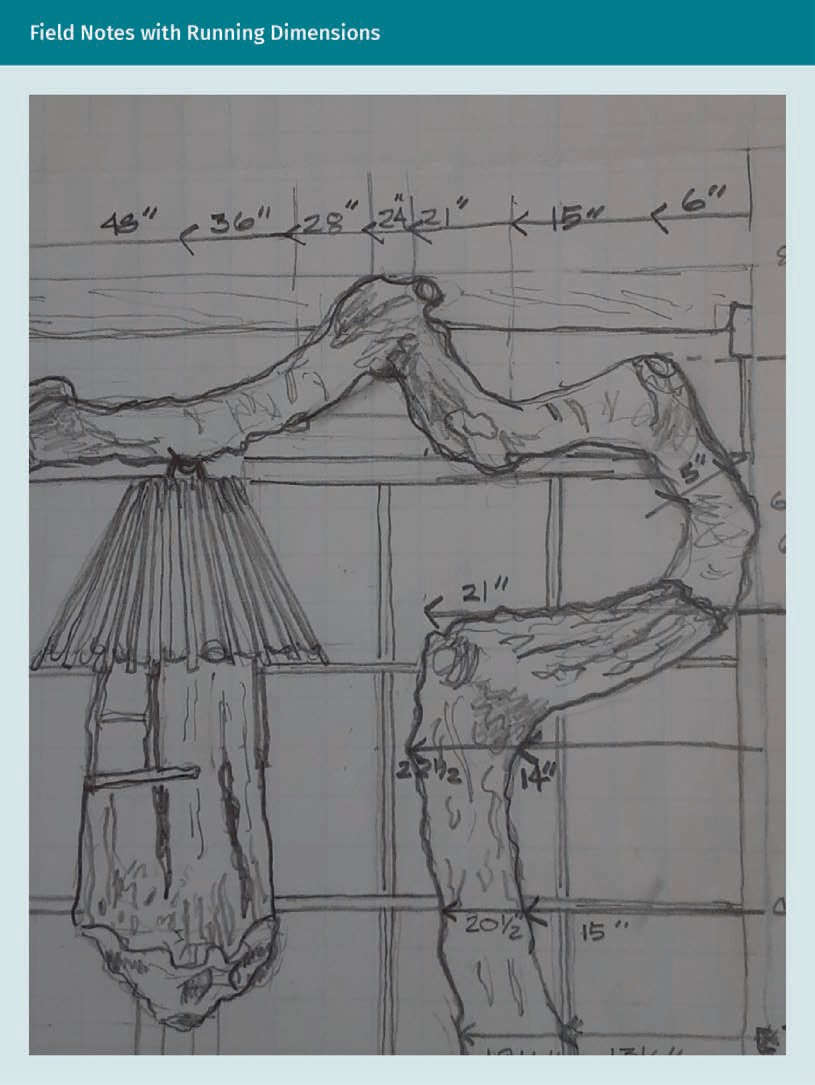 Field Notes with Running Dimensions
48" 36" 28" 24" 21" 15" 6"
5"
21"
22½ 14"
20½ 15"